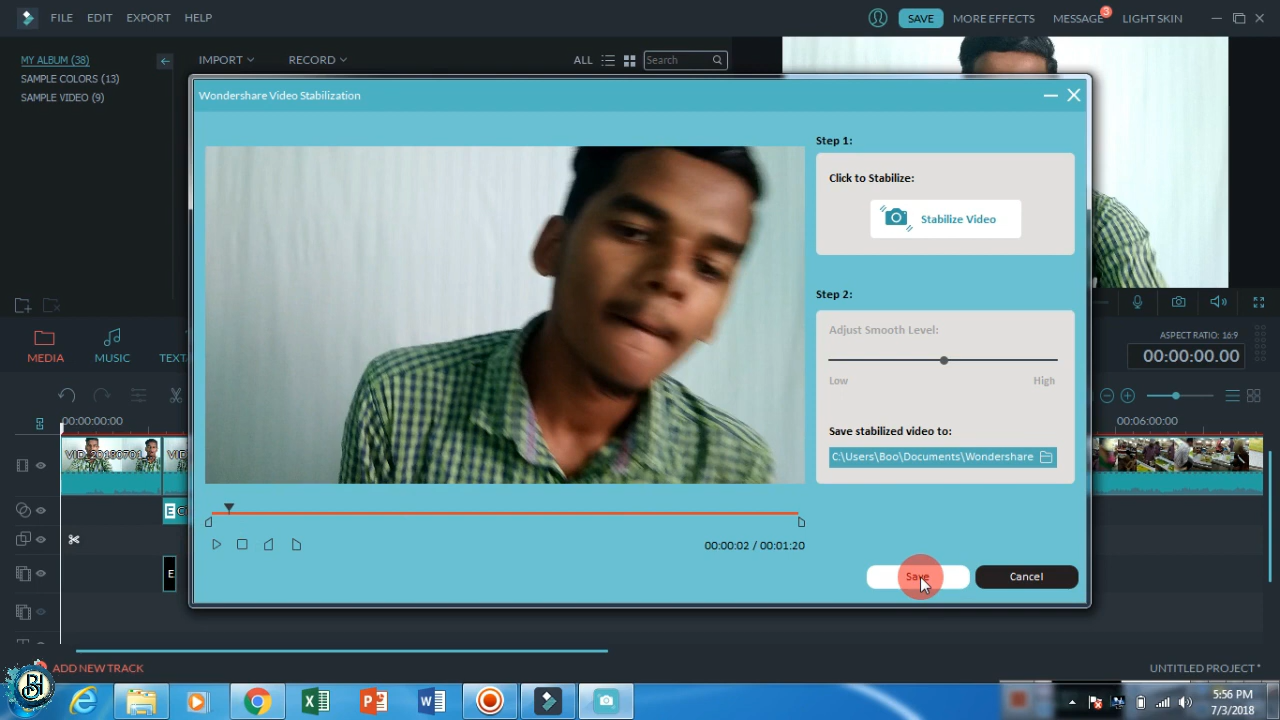 FILE EDIT EXPORT HELP
SAVE MORE EFFECTS MESSAGE 3 LIGHT SKIN
MY ALBUM (38)
SAMPLE COLORS (13)
SAMPLE VIDEO (9)
IMPORT RECORD ALL Search
Wondershare Video Stabilization
Step 1:
Click to Stabilize:
Stabilize Video
Step 2:
Adjust Smooth Level:
Low High
Save stabilized video to:
C:\Users\Boo\Documents\Wondershare
00:00:02 / 00:01:20
Save Cancel
MEDIA MUSIC TEXT
ASPECT RATIO: 16:9
00:00:00.00
00:00:00:00
00:06:00:00
E
E
ADD NEW TRACK
UNTITLED PROJECT *
5:56 PM
7/3/2018